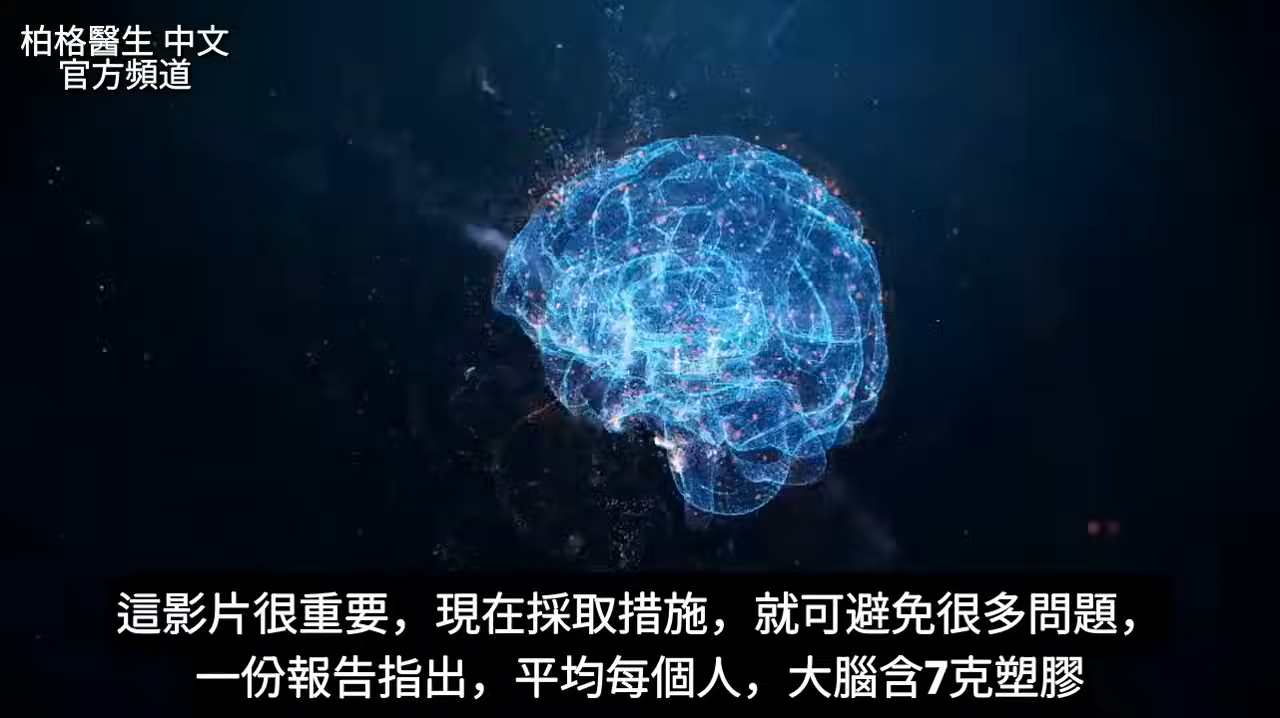 柏格醫生 中文
官方頻道
這影片很重要，現在採取措施，就可避免很多問題，
一份報告指出，平均每個人，大腦含7克塑膠